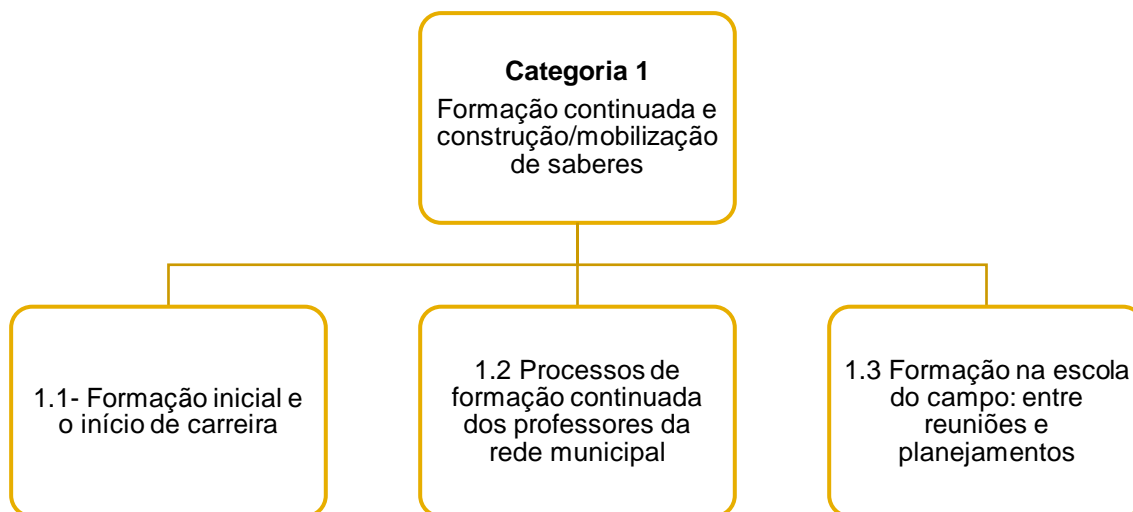 Categoria 1
Formação continuada e
construção/mobilização
de saberes
1.1- Formação inicial e
o início de carreira
1.2 Processos de
formação continuada
dos professores da
rede municipal
1.3 Formação na escola
do campo: entre
reuniões e
planejamentos